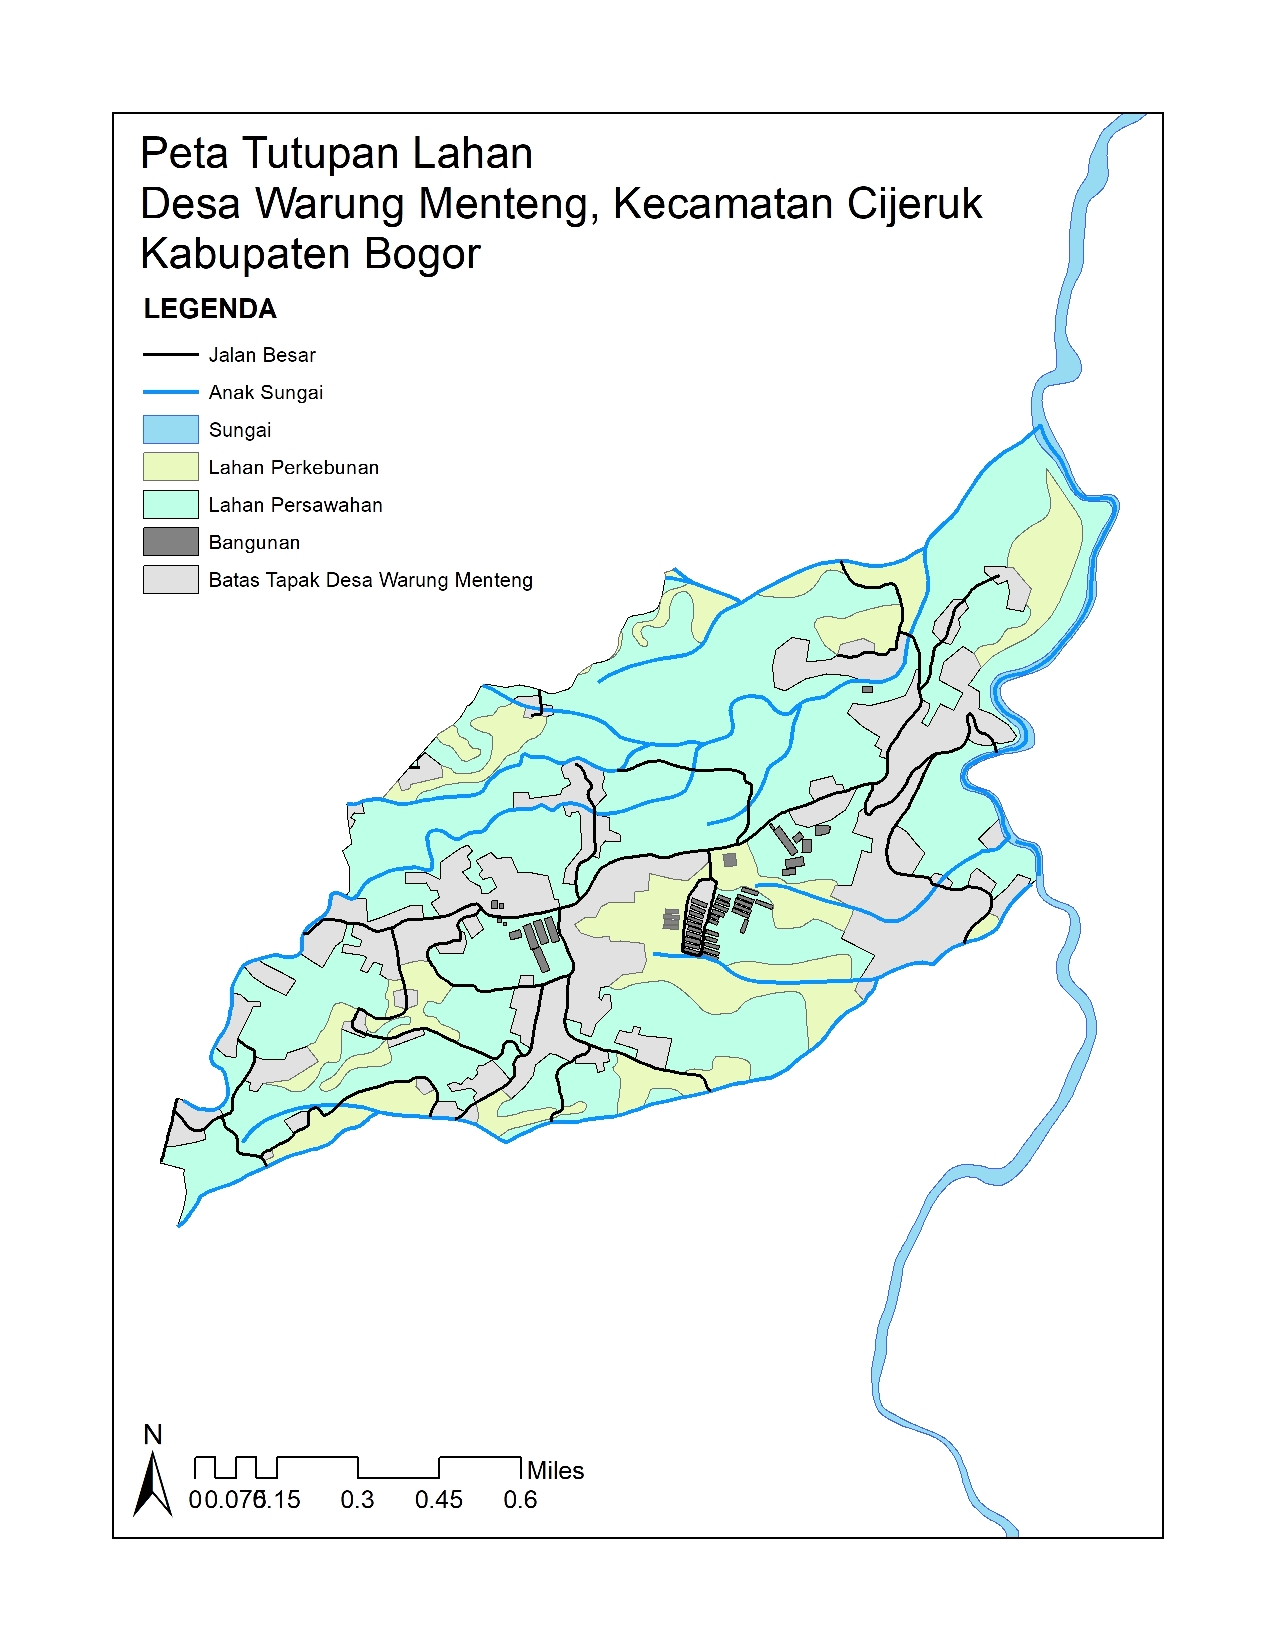 Peta Tutupan Lahan
Desa Warung Menteng, Kecamatan Cijeruk
Kabupaten Bogor
LEGENDA
Jalan Besar
Anak Sungai
Sungai
Lahan Perkebunan
Lahan Persawahan
Bangunan
Batas Tapak Desa Warung Menteng
N
Miles
0 0.075 0.15 0.3 0.45 0.6